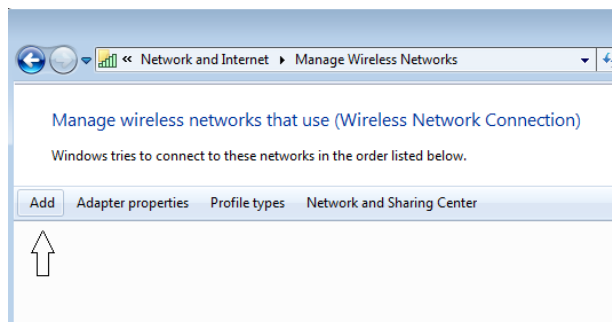 « Network and Internet ▸ Manage Wireless Networks
Manage wireless networks that use (Wireless Network Connection)
Windows tries to connect to these networks in the order listed below.
Add Adapter properties Profile types Network and Sharing Center